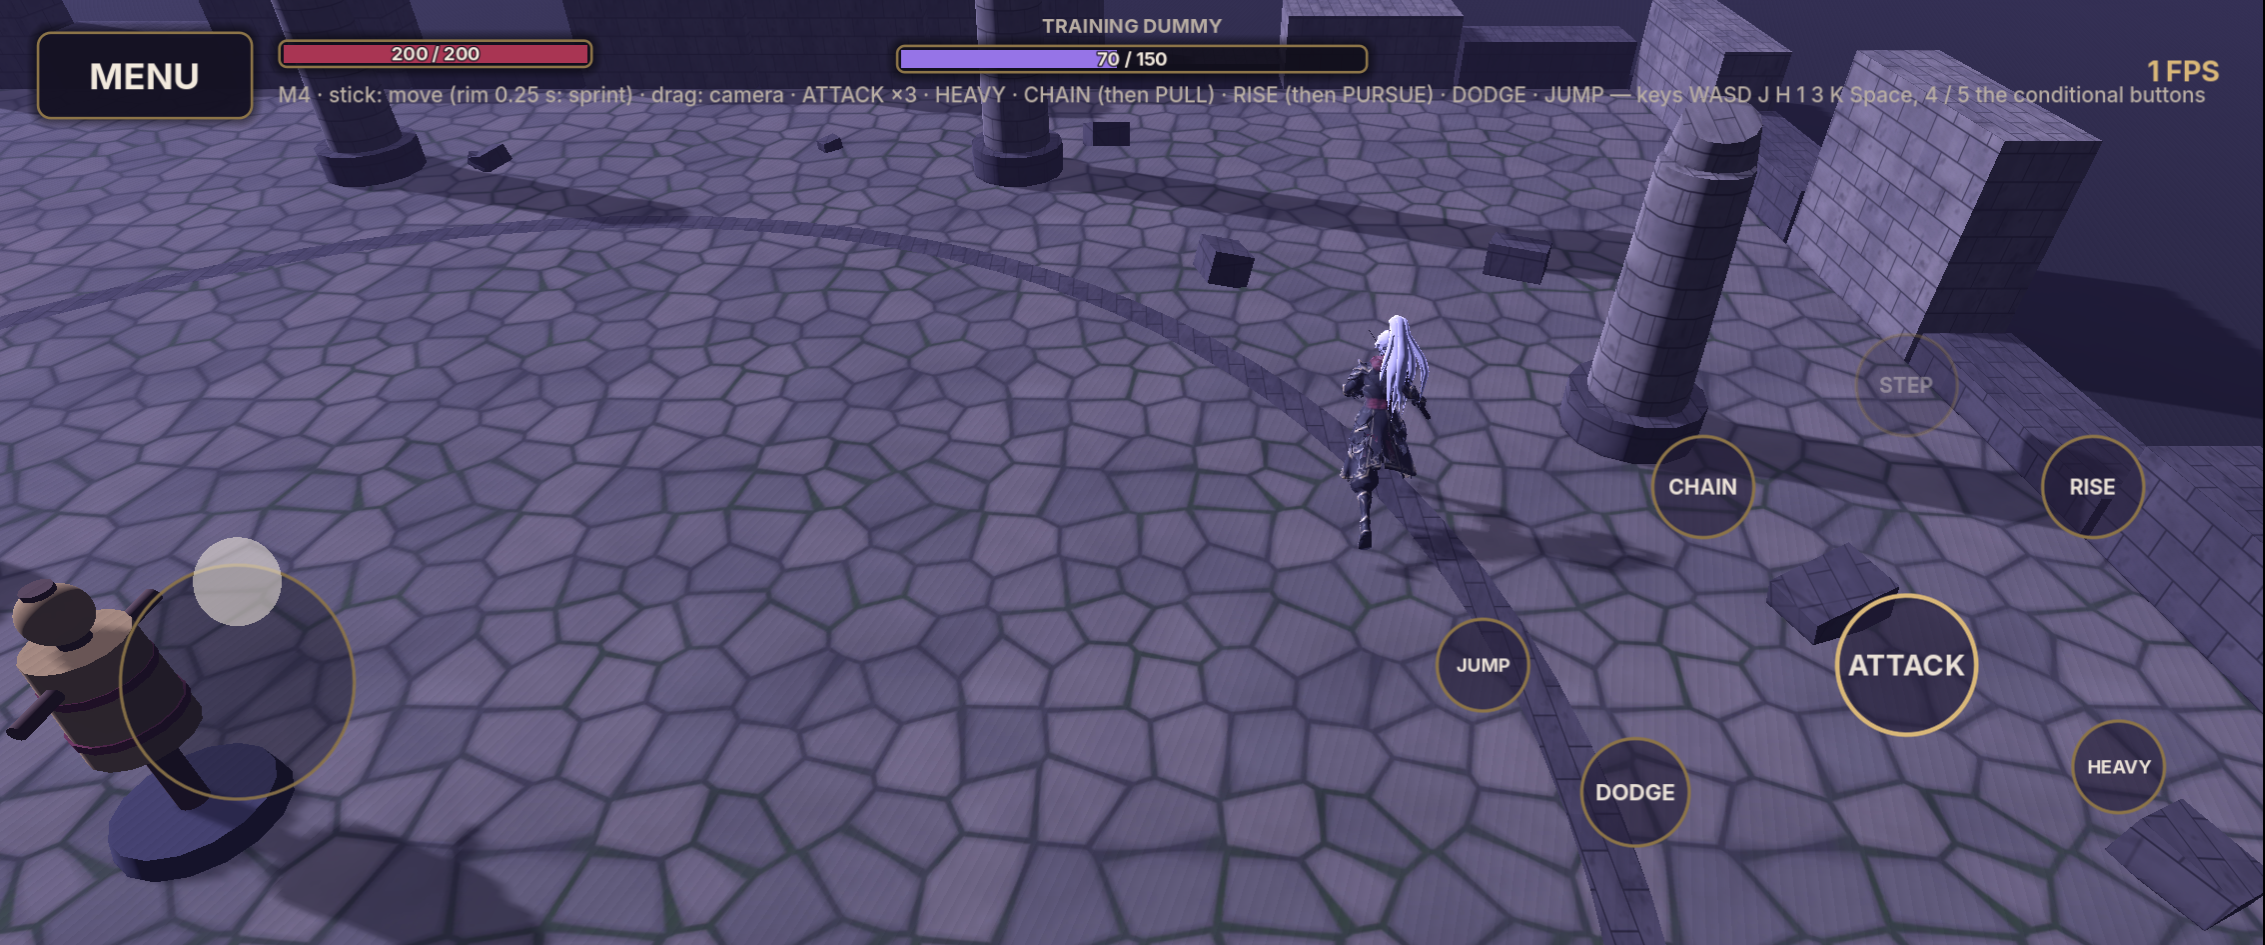 TRAINING DUMMY
MENU
200 / 200
70 / 150
1 FPS
M4 · stick: move (rim 0.25 s: sprint) · drag: camera · ATTACK ×3 · HEAVY · CHAIN (then PULL) · RISE (then PURSUE) · DODGE · JUMP — keys WASD J H 1 3 K Space, 4 / 5 the conditional buttons
STEP
CHAIN
RISE
JUMP
ATTACK
HEAVY
DODGE